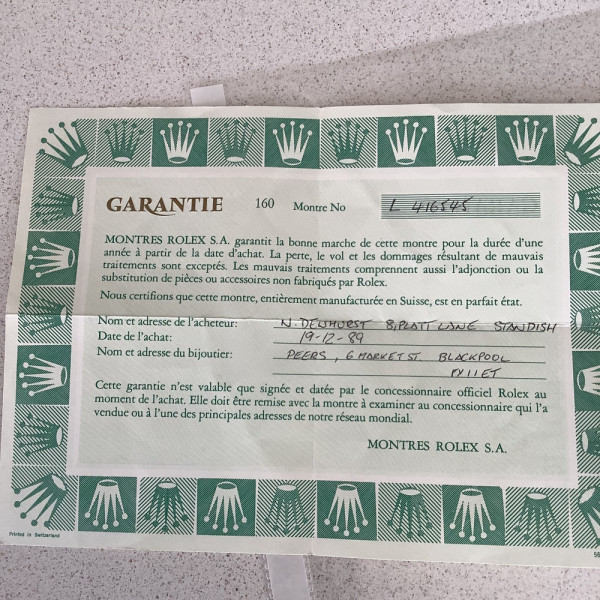 GARANTIE 160 Montre No L 416545
MONTRES ROLEX S.A. garantit la bonne marche de cette montre pour la durée d'une
année à partir de la date d'achat. La perte, le vol et les dommages résultant de mauvais
traitements sont exceptés. Les mauvais traitements comprennent aussi l'adjonction ou la
substitution de pièces ou accessoires non fabriqués par Rolex.
Nous certifions que cette montre, entièrement manufacturée en Suisse, est en parfait état.
Nom et adresse de l'acheteur: N. DEWHURST 8, PLATT LANE STANDISH
Date de l'achat: 19-12-89
Nom et adresse du bijoutier: PEERS, 6 MARKET ST. BLACKPOOL
FY1 1ET
Cette garantie n'est valable que signée et datée par le concessionnaire officiel Rolex au
moment de l'achat. Elle doit être remise avec la montre à examiner au concessionnaire qui l'a
vendue ou à l'une des principales adresses de notre réseau mondial.
MONTRES ROLEX S.A.
Printed in Switzerland